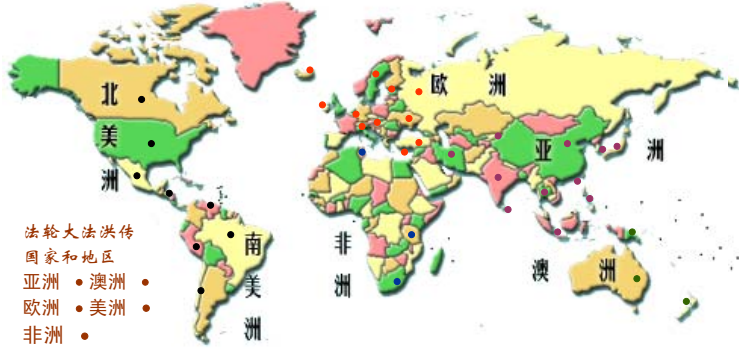 北
美
洲
欧 洲
亚 洲
非
洲
南
美
洲
澳 洲
法轮大法洪传
国家和地区
亚洲 • 澳洲 •
欧洲 • 美洲 •
非洲 •